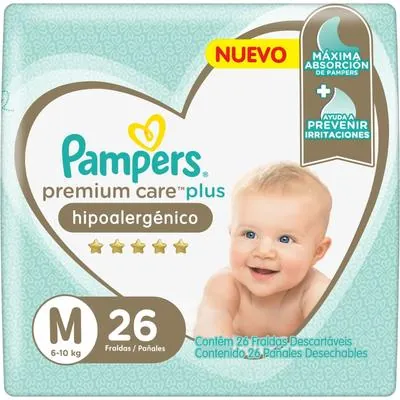 NUEVO
MÁXIMA
ABSORCIÓN
DE PAMPERS
+
AYUDA A
PREVENIR
IRRITACIONES
Pampers®
premium care™ plus
hipoalergénico
M
6-10 kg
26
Fraldas / Pañales
Contém 26 Fraldas Descartáveis
Contenido 26 Pañales Desechables